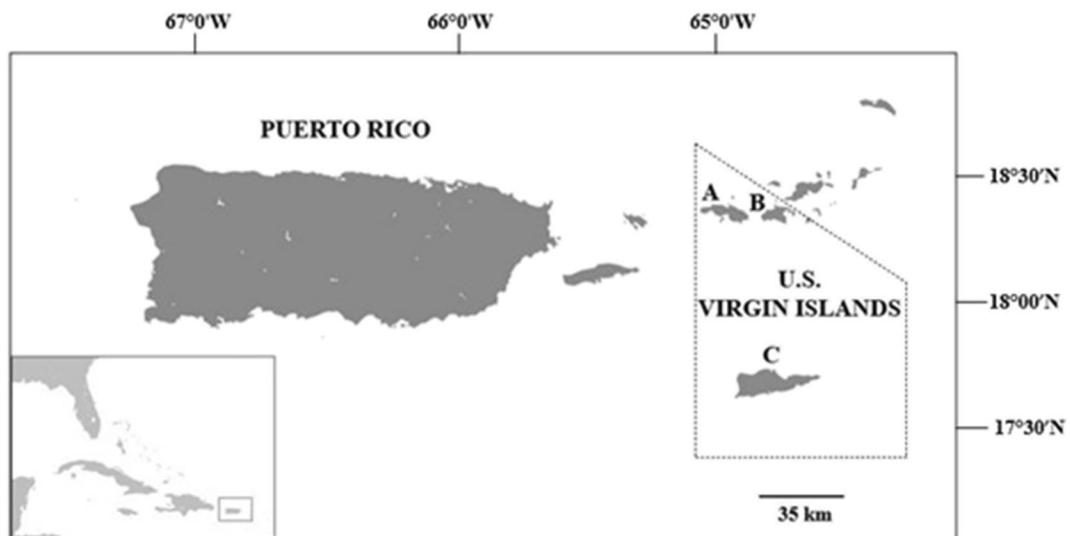 67°0'W 66°0'W 65°0'W
PUERTO RICO
18°30'N
A B
U.S.
VIRGIN ISLANDS
18°00'N
C
17°30'N
35 km